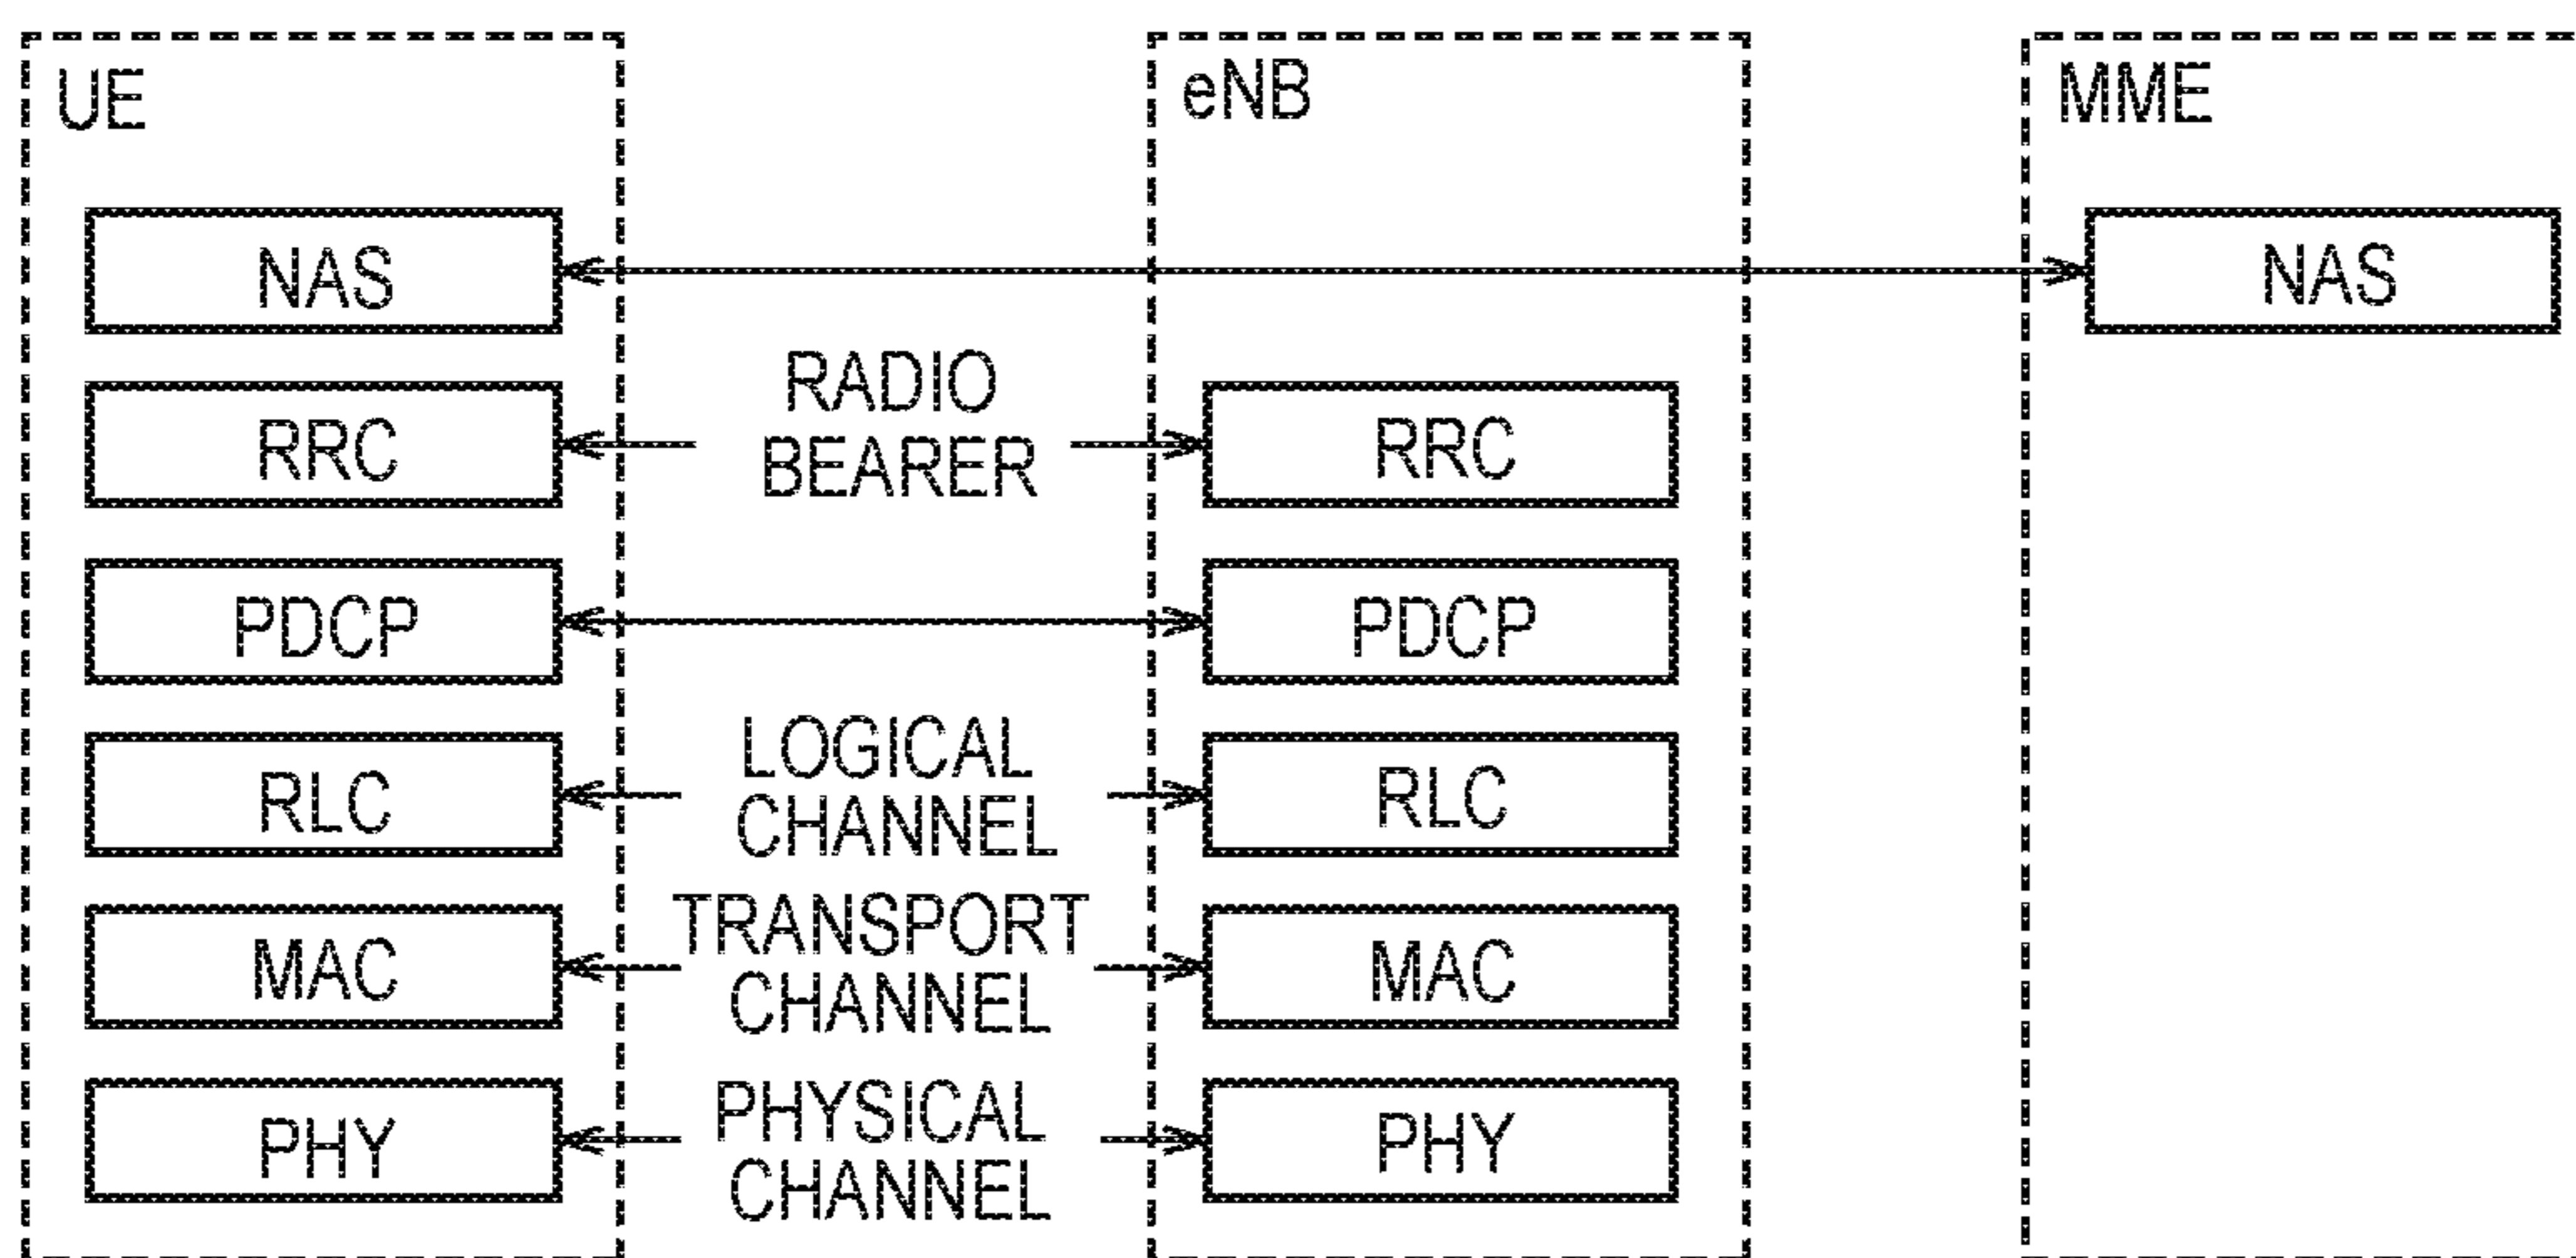 UE
eNB
MME
NAS
NAS
RADIO
BEARER
RRC
RRC
PDCP
PDCP
LOGICAL
CHANNEL
RLC
RLC
TRANSPORT
CHANNEL
MAC
MAC
PHYSICAL
CHANNEL
PHY
PHY